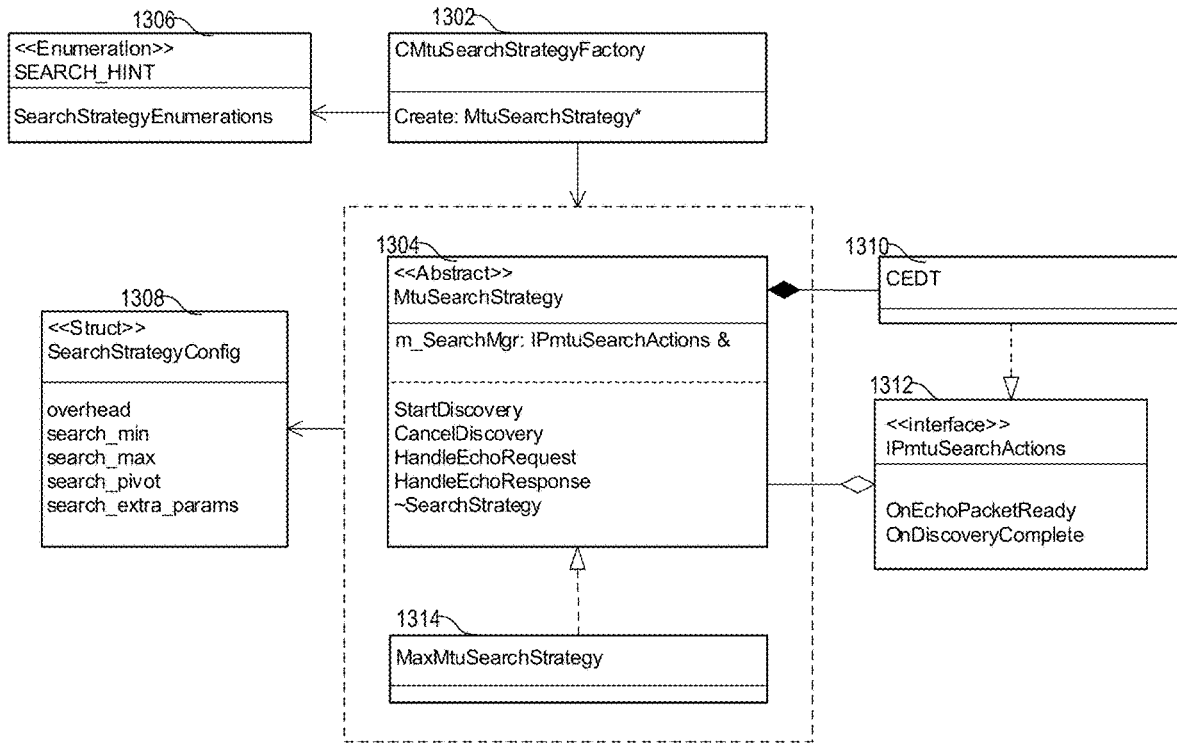 1306
<<Enumeration>>
SEARCH_HINT
SearchStrategyEnumerations
1302
CMtuSearchStrategyFactory
Create: MtuSearchStrategy*
1304
<<Abstract>>
MtuSearchStrategy
m_SearchMgr: IPmtuSearchActions &
StartDiscovery
CancelDiscovery
HandleEchoRequest
HandleEchoResponse
~SearchStrategy
1308
<<Struct>>
SearchStrategyConfig
overhead
search_min
search_max
search_pivot
search_extra_params
1310
CEDT
1312
<<interface>>
IPmtuSearchActions
OnEchoPacketReady
OnDiscoveryComplete
1314
MaxMtuSearchStrategy